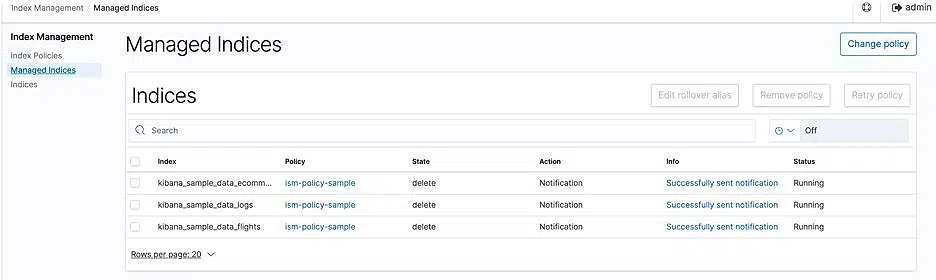 Index Management / Managed Indices
admin
Index Management
Index Policies
Managed Indices
Indices
Managed Indices
Change policy
Indices
Edit rollover alias Remove policy Retry policy
Search
Off
Index Policy State Action Info Status
kibana_sample_data_ecomm... ism-policy-sample delete Notification Successfully sent notification Running
kibana_sample_data_logs ism-policy-sample delete Notification Successfully sent notification Running
kibana_sample_data_flights ism-policy-sample delete Notification Successfully sent notification Running
Rows per page: 20